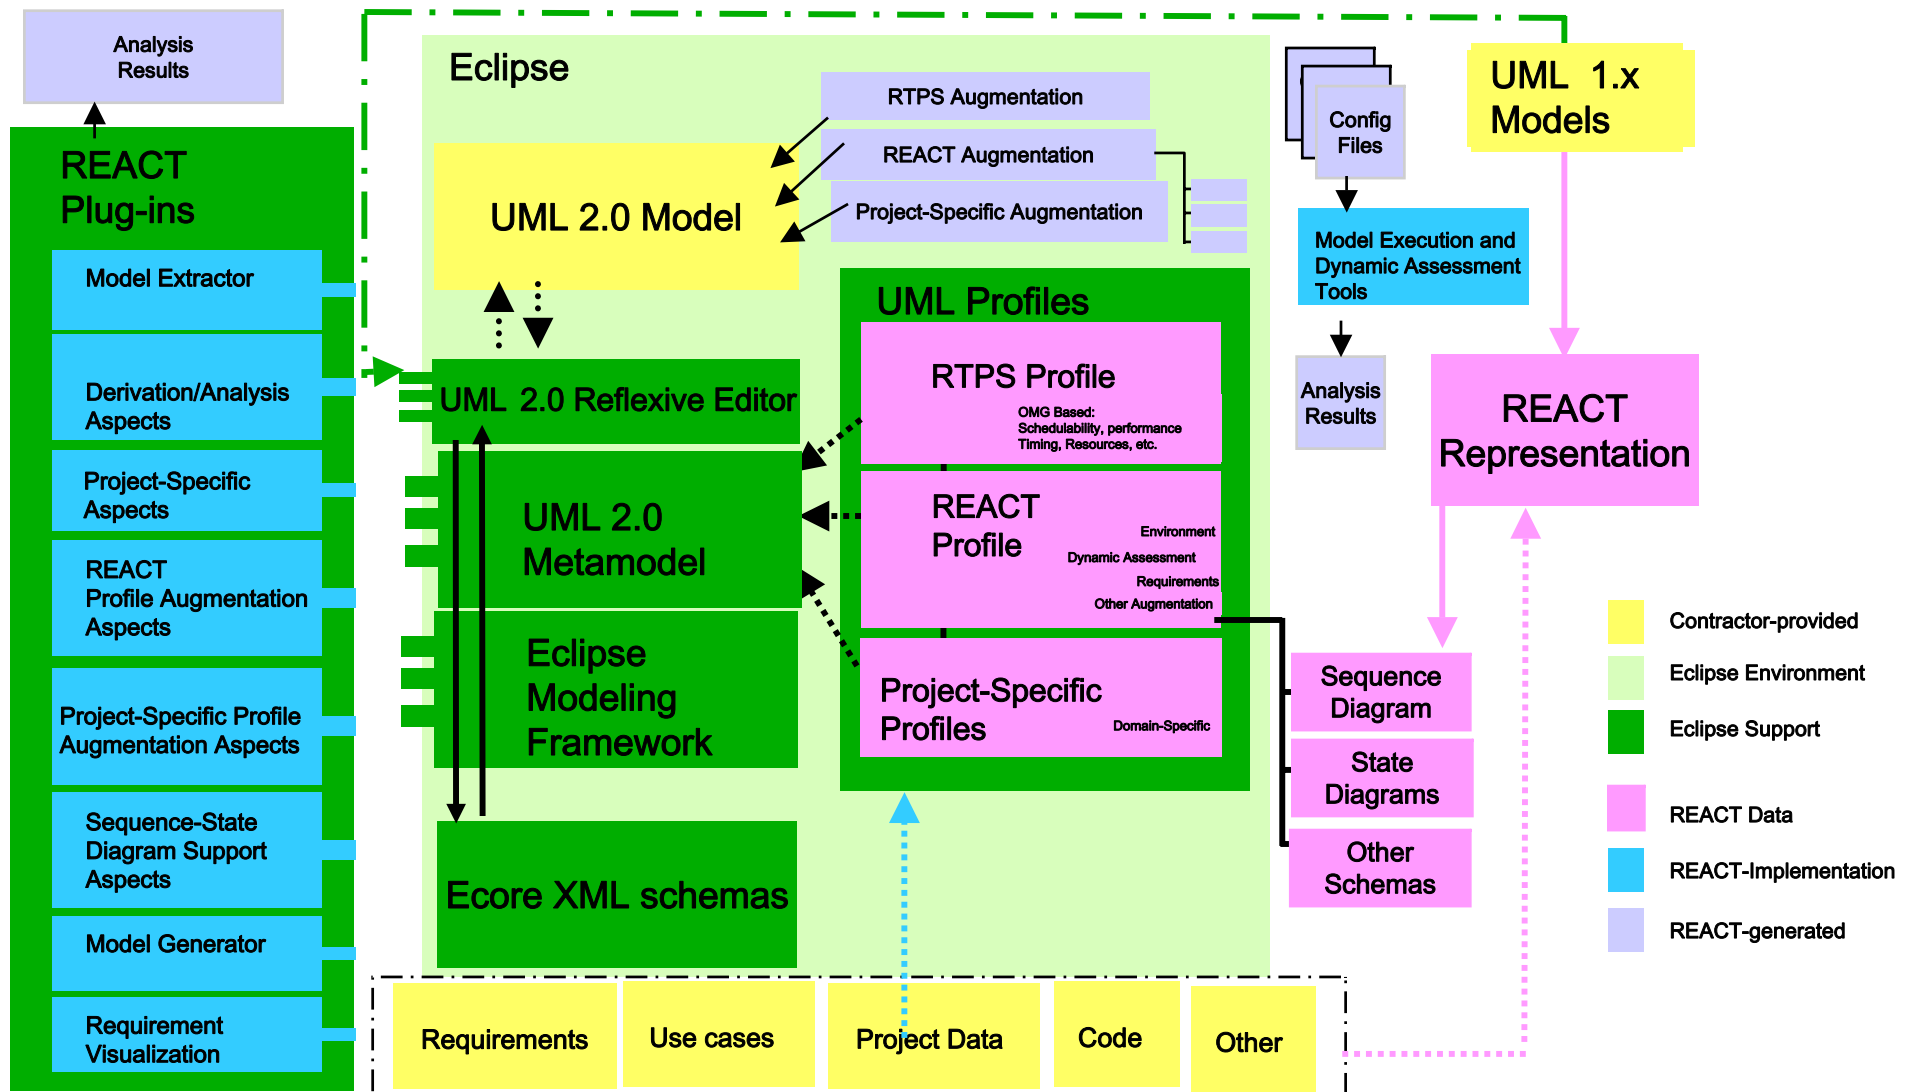 Analysis
Results
REACT
Plug-ins
Model Extractor
Derivation/Analysis
Aspects
Project-Specific
Aspects
REACT
Profile Augmentation
Aspects
Project-Specific Profile
Augmentation Aspects
Sequence-State
Diagram Support
Aspects
Model Generator
Requirement
Visualization
Eclipse
RTPS Augmentation
REACT Augmentation
Project-Specific Augmentation
UML 2.0 Model
UML 2.0 Reflexive Editor
UML 2.0
Metamodel
Eclipse
Modeling
Framework
Ecore XML schemas
UML Profiles
RTPS Profile
OMG Based:
Schedulability, performance
Timing, Resources, etc.
REACT
Profile
Environment
Dynamic Assessment
Requirements
Other Augmentation
Project-Specific
Profiles
Domain-Specific
Config
Files
Model Execution and
Dynamic Assessment
Tools
Analysis
Results
UML 1.x
Models
REACT
Representation
Sequence
Diagram
State
Diagrams
Other
Schemas
Contractor-provided
Eclipse Environment
Eclipse Support
REACT Data
REACT-Implementation
REACT-generated
Requirements
Use cases
Project Data
Code
Other